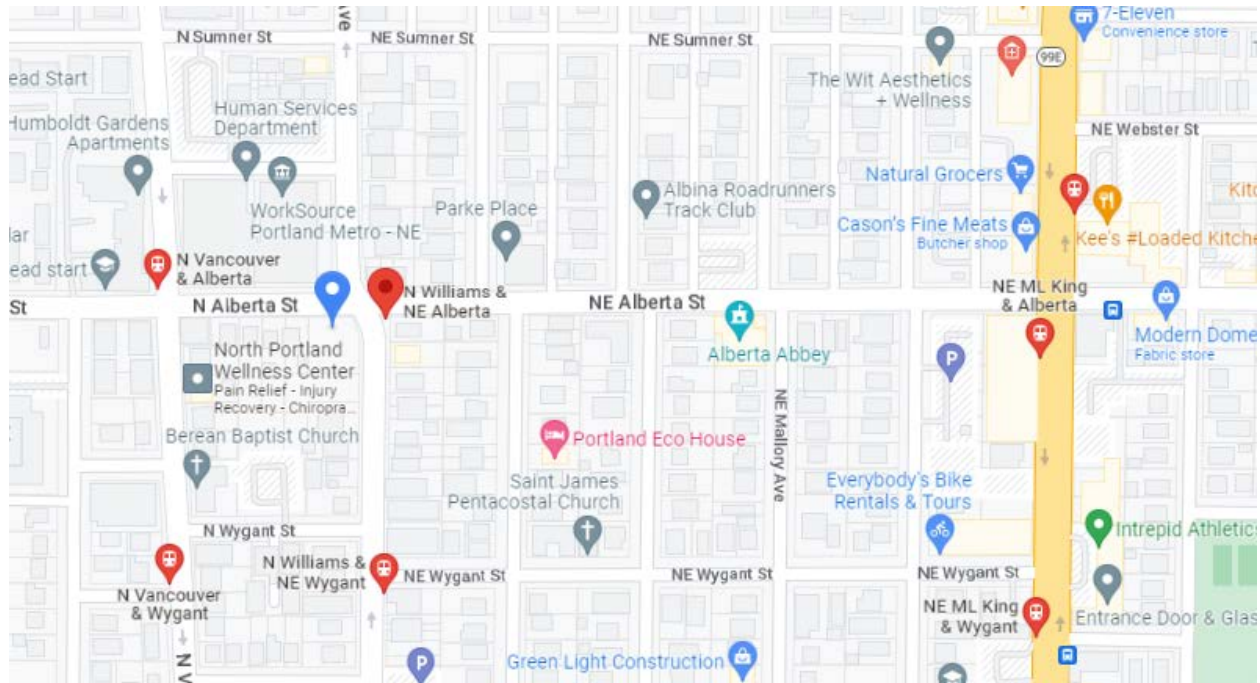 N Sumner St
Ave
NE Sumner St
NE Sumner St
7-Eleven
Convenience store
99E
The Wit Aesthetics
+ Wellness
ead Start
Human Services
Department
Humboldt Gardens
Apartments
NE Webster St
Natural Grocers
Albina Roadrunners
Track Club
Kitc
WorkSource
Portland Metro - NE
Parke Place
Cason's Fine Meats
Butcher shop
Kee's #Loaded Kitche
lar
ead start
N Vancouver
& Alberta
St
N Alberta St
N Williams &
NE Alberta
NE Alberta St
NE ML King
& Alberta
Modern Dome
Fabric store
Alberta Abbey
P
North Portland
Wellness Center
Pain Relief - Injury
Recovery - Chiropra...
Berean Baptist Church
Portland Eco House
NE Mallory Ave
Saint James
Pentacostal Church
Everybody's Bike
Rentals & Tours
N Wygant St
Intrepid Athletic
N Vancouver
& Wygant
N Williams &
NE Wygant
NE Wygant St
NE Wygant St
NE Wygant St
NE ML King
& Wygant
Entrance Door & Glas
N V
P
Green Light Construction